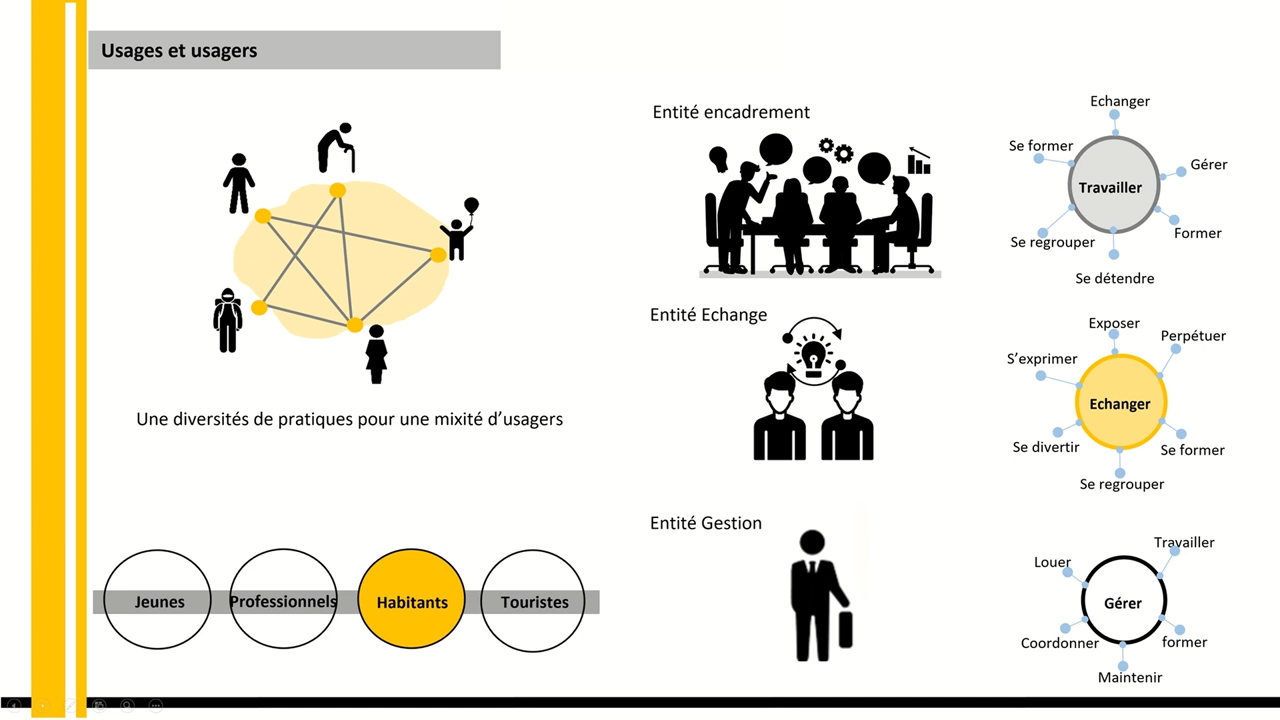 Usages et usagers
Une diversités de pratiques pour une mixité d’usagers
Jeunes
Professionnels
Habitants
Touristes
Entité encadrement
Entité Echange
Entité Gestion
Echanger
Se former
Gérer
Travailler
Se regrouper
Former
Se détendre
Exposer
Perpétuer
S’exprimer
Echanger
Se divertir
Se former
Se regrouper
Travailler
Louer
Gérer
Coordonner
former
Maintenir